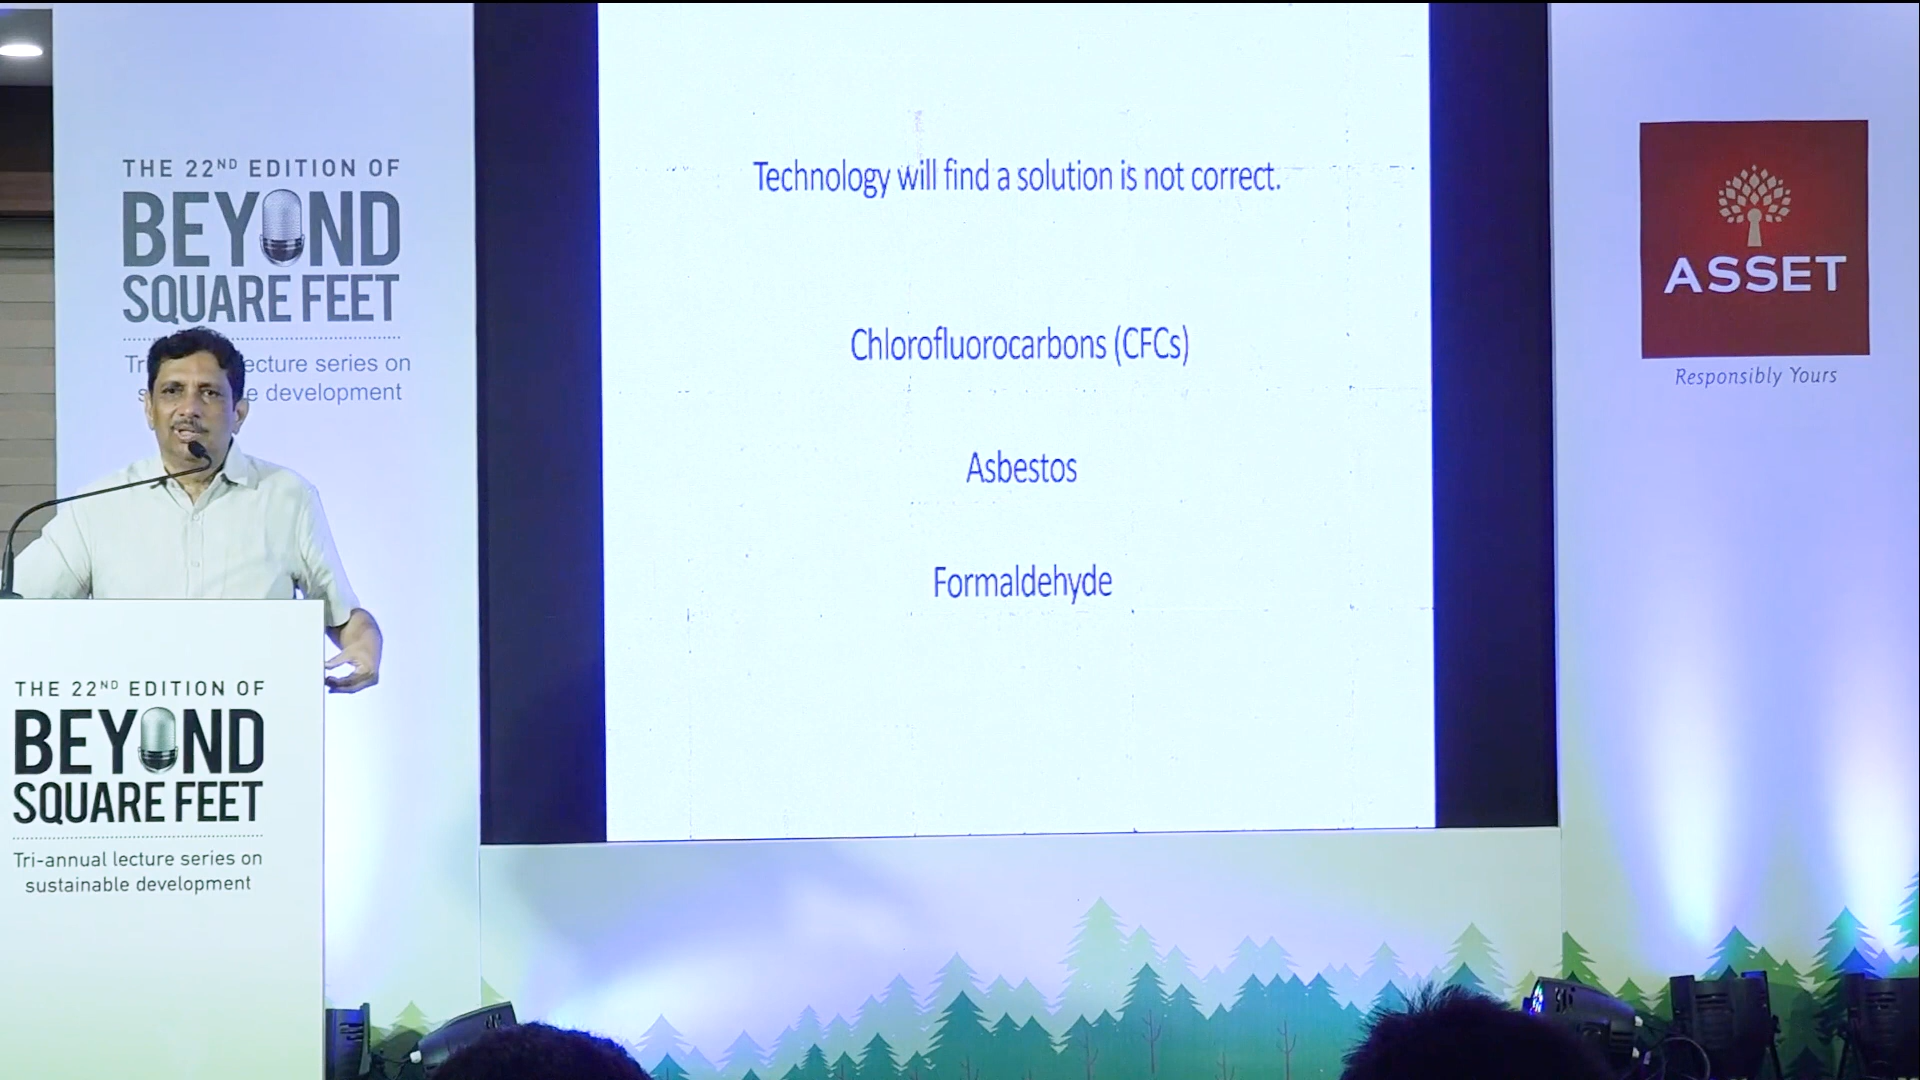 THE 22ND EDITION OF
BEYOND
SQUARE FEET
Tri ecture series on
s e development
Technology will find a solution is not correct.
Chlorofluorocarbons (CFCs)
Asbestos
Formaldehyde
ASSET
Responsibly Yours
THE 22ND EDITION OF
BEYOND
SQUARE FEET
Tri-annual lecture series on
sustainable development